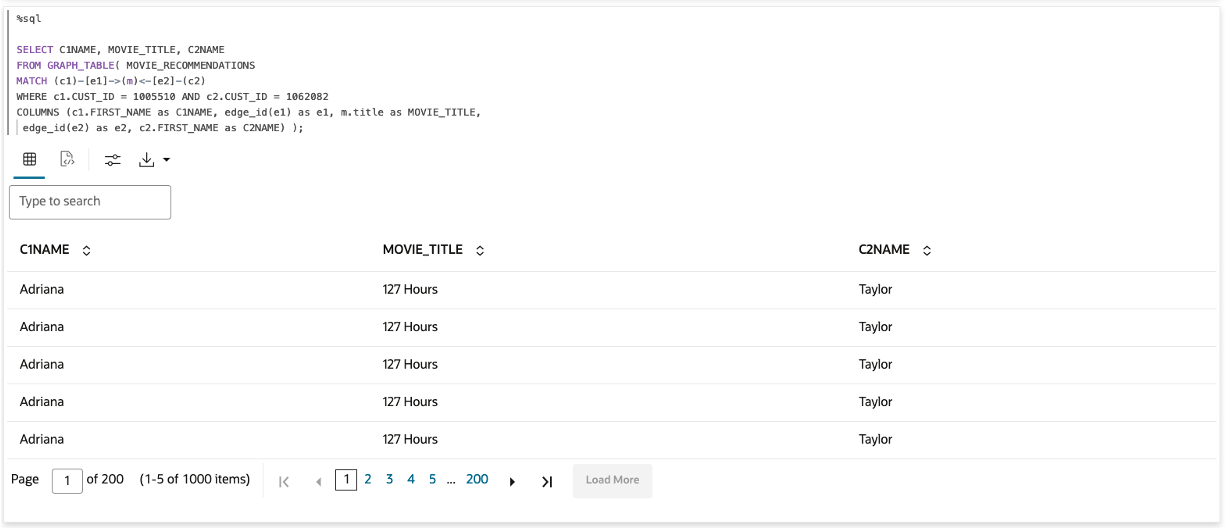 %sql
SELECT C1NAME, MOVIE_TITLE, C2NAME
FROM GRAPH_TABLE( MOVIE_RECOMMENDATIONS
MATCH (c1)-[e1]->(m)<-[e2]-(c2)
WHERE c1.CUST_ID = 1005510 AND c2.CUST_ID = 1062082
COLUMNS (c1.FIRST_NAME as C1NAME, edge_id(e1) as e1, m.title as MOVIE_TITLE,
edge_id(e2) as e2, c2.FIRST_NAME as C2NAME) );
Type to search
C1NAME MOVIE_TITLE C2NAME
Adriana 127 Hours Taylor
Adriana 127 Hours Taylor
Adriana 127 Hours Taylor
Adriana 127 Hours Taylor
Adriana 127 Hours Taylor
Page 1 of 200 (1-5 of 1000 items) 1 2 3 4 5 ... 200 Load More